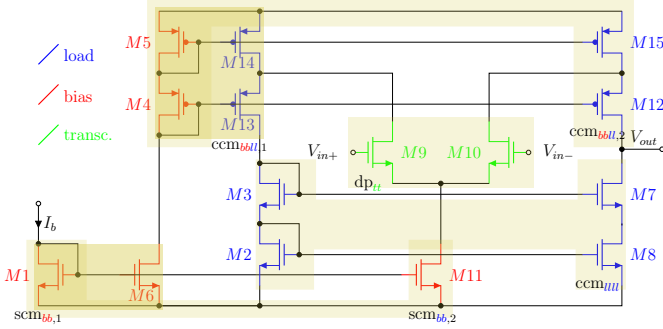 M5 M14 M15
load
bias
transc.
M4 M13 M12
ccm_bbll,1 ccm_bbll,2
V_in+ M9 M10 V_in− V_out
dp_tt
M3 M7
I_b
M2 M8
M1 M6 M11
ccm_llll
scm_bb,1 scm_bb,2